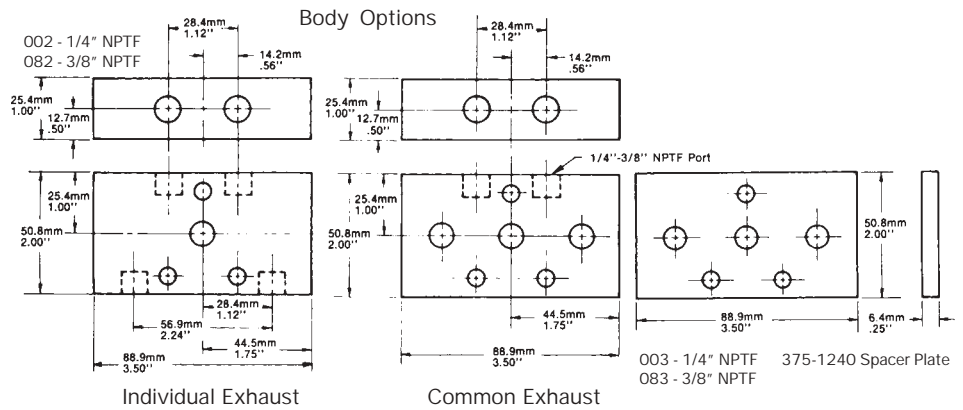 Body Options
002 - 1/4" NPTF
082 - 3/8" NPTF
28.4mm
1.12"
14.2mm
.56"
25.4mm
1.00"
12.7mm
.50"
28.4mm
1.12"
14.2mm
.56"
25.4mm
1.00"
12.7mm
.50"
1/4"-3/8" NPTF Port
25.4mm
1.00"
50.8mm
2.00"
28.4mm
1.12"
56.9mm
2.24"
44.5mm
1.75"
88.9mm
3.50"
25.4mm
1.00"
50.8mm
2.00"
44.5mm
1.75"
88.9mm
3.50"
50.8mm
2.00"
88.9mm
3.50"
6.4mm
.25"
003 - 1/4" NPTF
083 - 3/8" NPTF
375-1240 Spacer Plate
Individual Exhaust
Common Exhaust